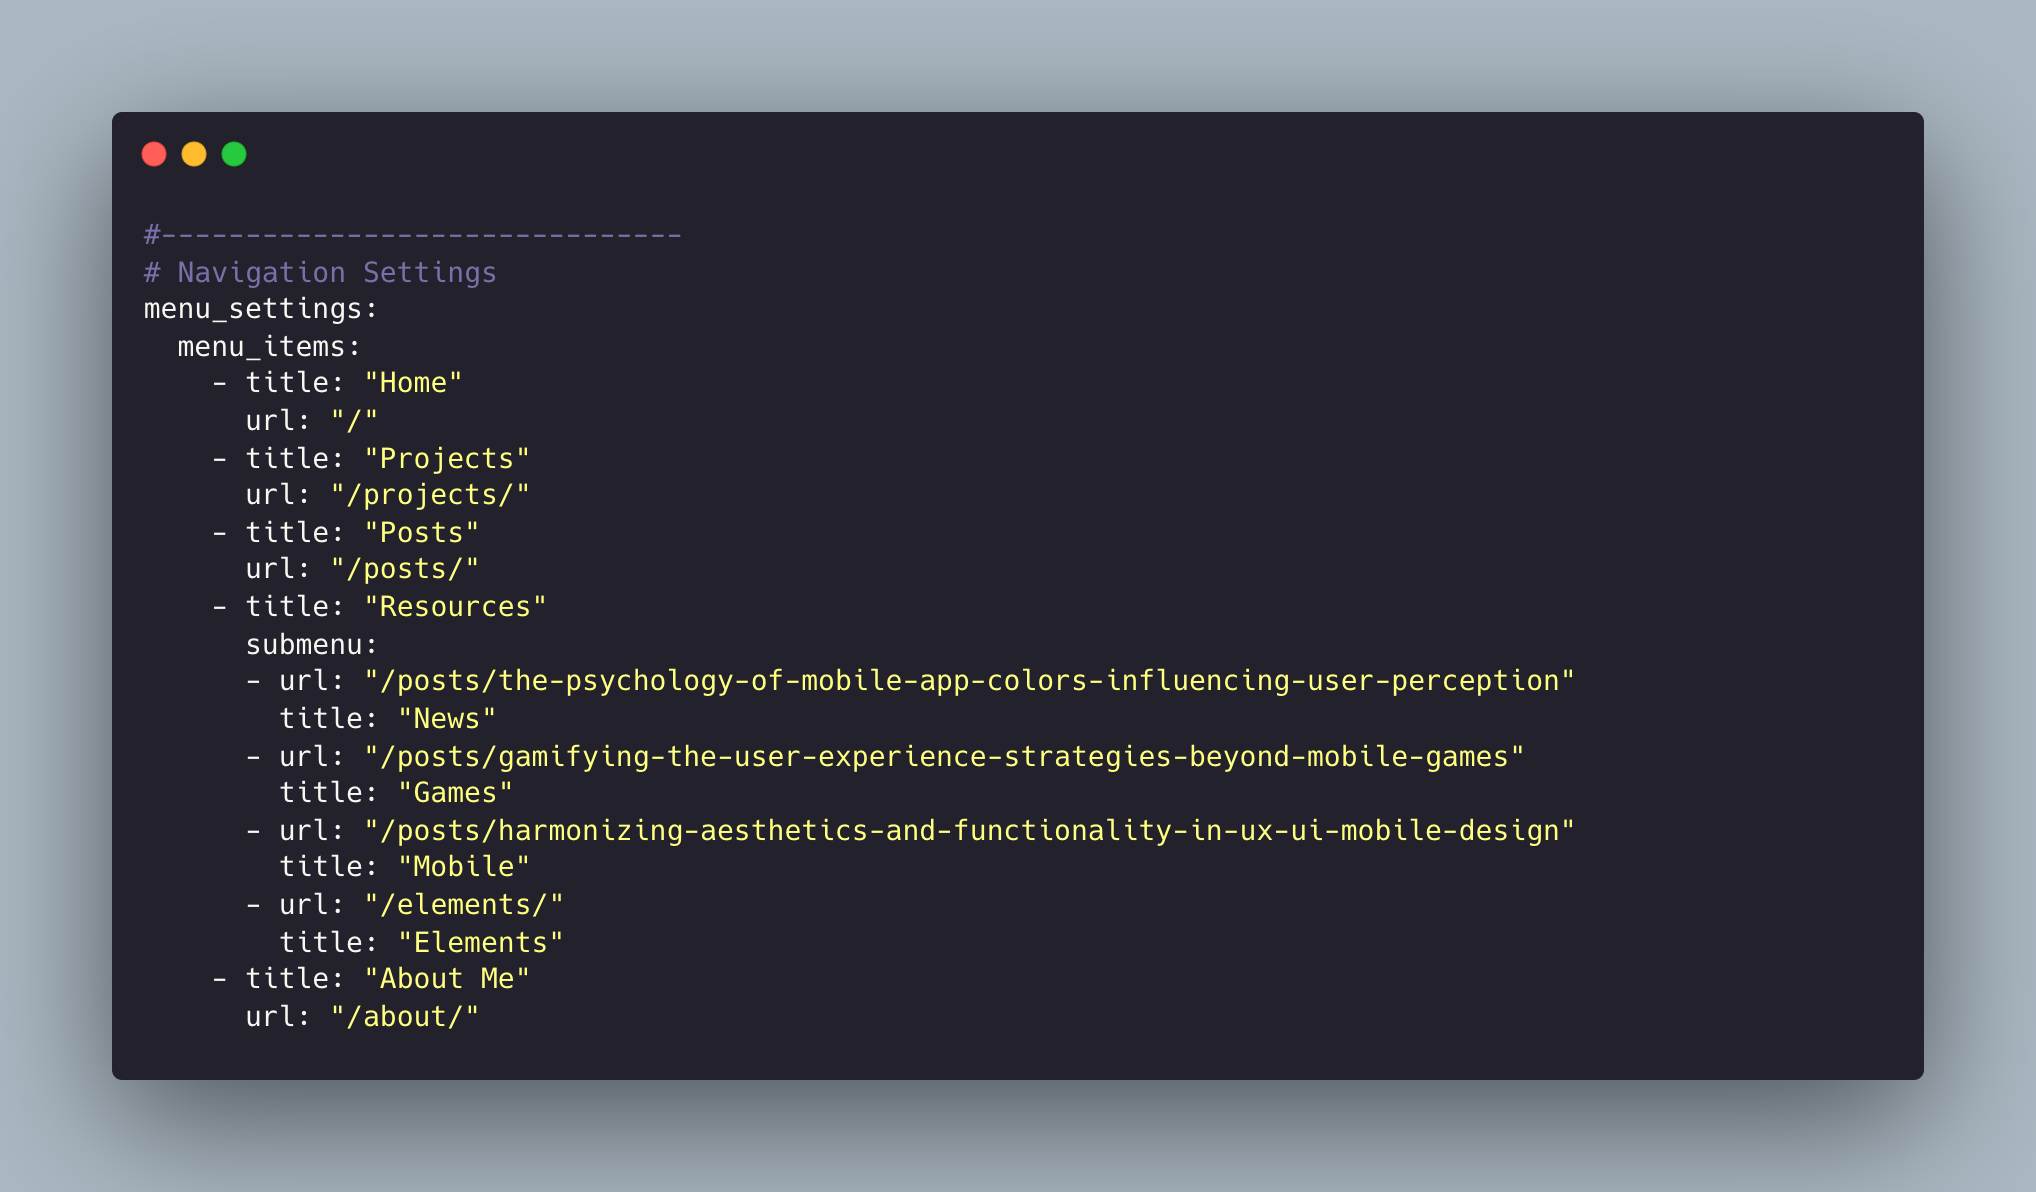 #-------------------------------
# Navigation Settings
menu_settings:
  menu_items:
    - title: "Home"
      url: "/"
    - title: "Projects"
      url: "/projects/"
    - title: "Posts"
      url: "/posts/"
    - title: "Resources"
      submenu:
      - url: "/posts/the-psychology-of-mobile-app-colors-influencing-user-perception"
        title: "News"
      - url: "/posts/gamifying-the-user-experience-strategies-beyond-mobile-games"
        title: "Games"
      - url: "/posts/harmonizing-aesthetics-and-functionality-in-ux-ui-mobile-design"
        title: "Mobile"
      - url: "/elements/"
        title: "Elements"
    - title: "About Me"
      url: "/about/"